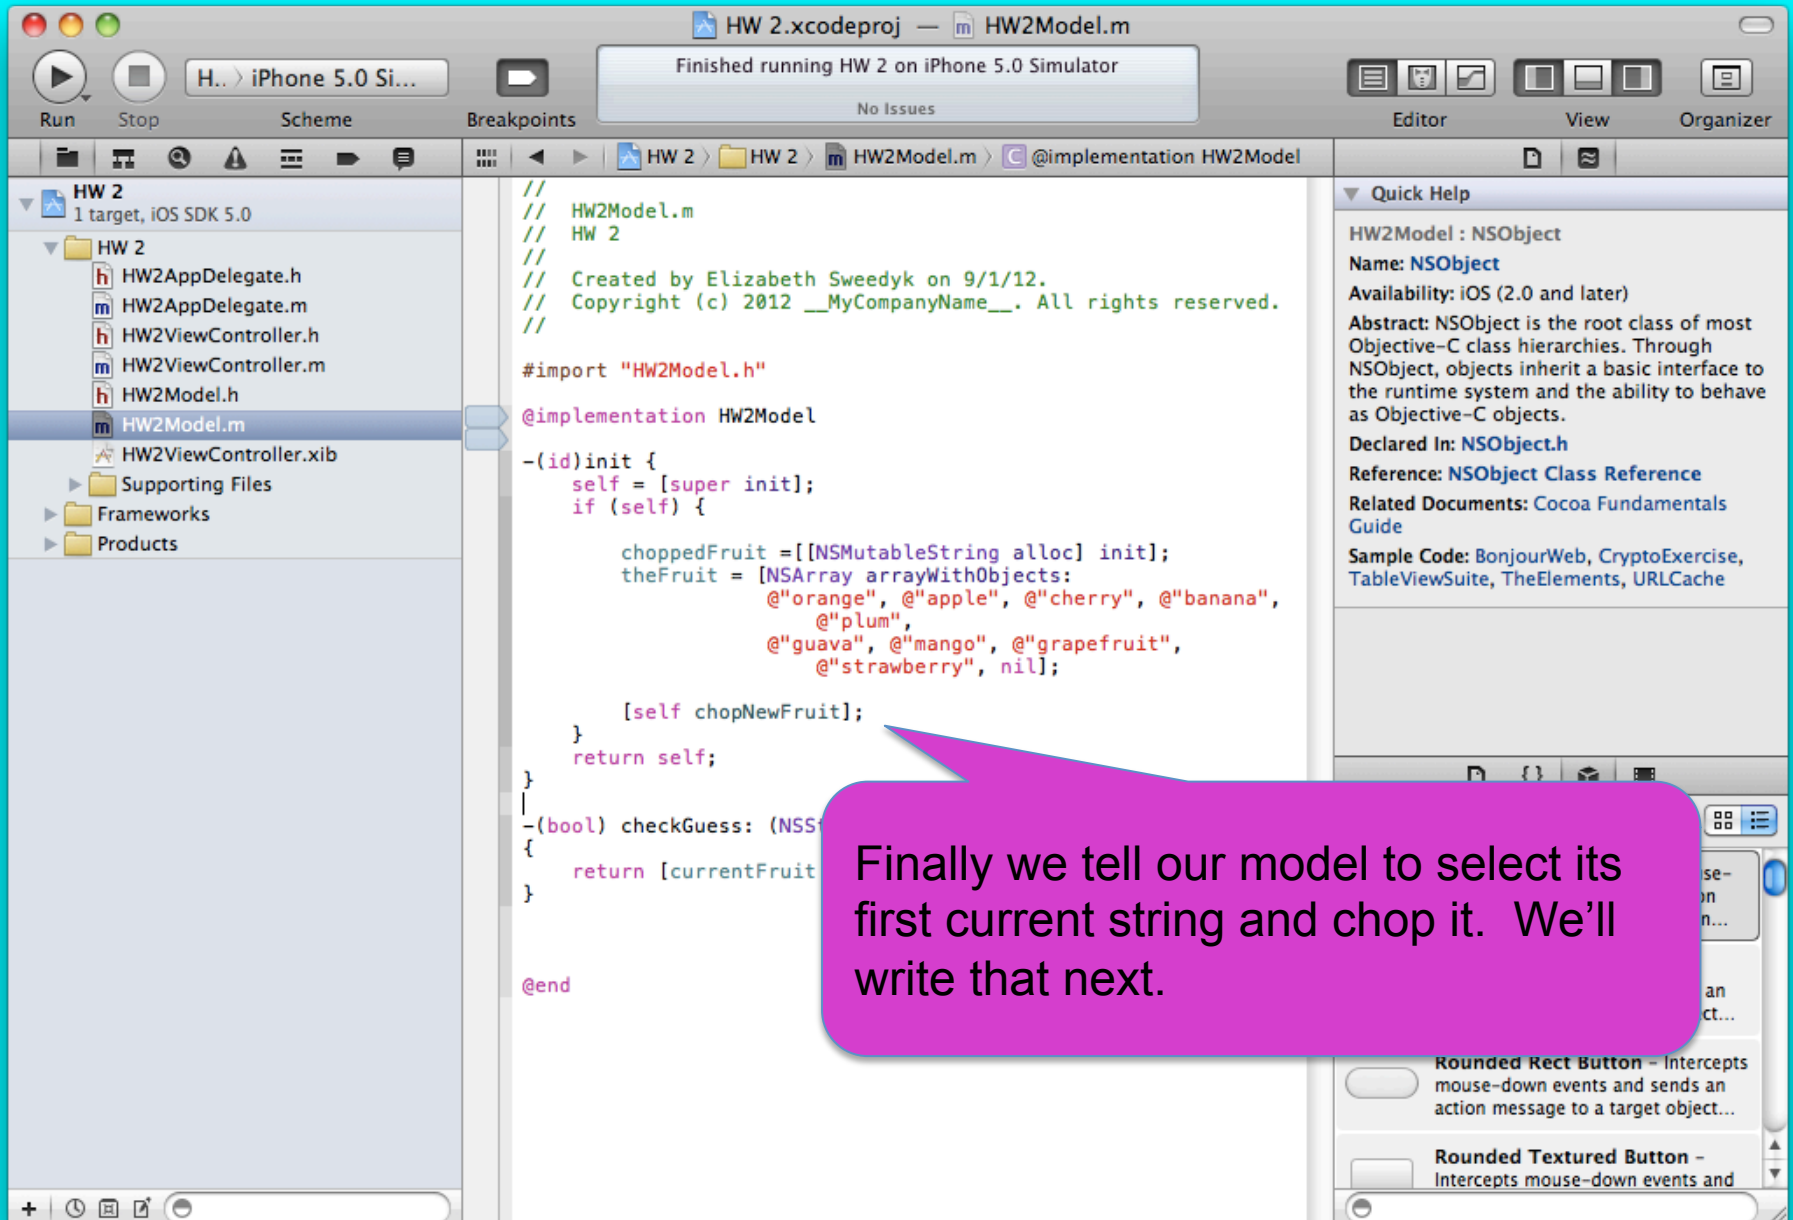 HW 2.xcodeproj — HW2Model.m
H.. 〉 iPhone 5.0 Si...
Finished running HW 2 on iPhone 5.0 Simulator
No Issues
Run Stop Scheme Breakpoints Editor View Organizer
HW 2 〉 HW 2 〉 HW2Model.m 〉 @implementation HW2Model
HW 2
1 target, iOS SDK 5.0
HW 2
HW2AppDelegate.h
HW2AppDelegate.m
HW2ViewController.h
HW2ViewController.m
HW2Model.h
HW2Model.m
HW2ViewController.xib
Supporting Files
Frameworks
Products
//
//  HW2Model.m
//  HW 2
//
//  Created by Elizabeth Sweedyk on 9/1/12.
//  Copyright (c) 2012 __MyCompanyName__. All rights reserved.
//
#import "HW2Model.h"
@implementation HW2Model
-(id)init {
self = [super init];
if (self) {
choppedFruit =[[NSMutableString alloc] init];
theFruit = [NSArray arrayWithObjects:
@"orange", @"apple", @"cherry", @"banana",
@"plum",
@"guava", @"mango", @"grapefruit",
@"strawberry", nil];
[self chopNewFruit];
}
return self;
}
-(bool) checkGuess:
{
return [currentFruit
}
@end
Finally we tell our model to select its
first current string and chop it.  We'll
write that next.
Quick Help
HW2Model : NSObject
Name: NSObject
Availability: iOS (2.0 and later)
Abstract: NSObject is the root class of most
Objective-C class hierarchies. Through
NSObject, objects inherit a basic interface to
the runtime system and the ability to behave
as Objective-C objects.
Declared In: NSObject.h
Reference: NSObject Class Reference
Related Documents: Cocoa Fundamentals
Guide
Sample Code: BonjourWeb, CryptoExercise,
TableViewSuite, TheElements, URLCache
{}
an
Rounded Rect Button – Intercepts
mouse-down events and sends an
action message to a target object...
Rounded Textured Button –
Intercepts mouse-down events and